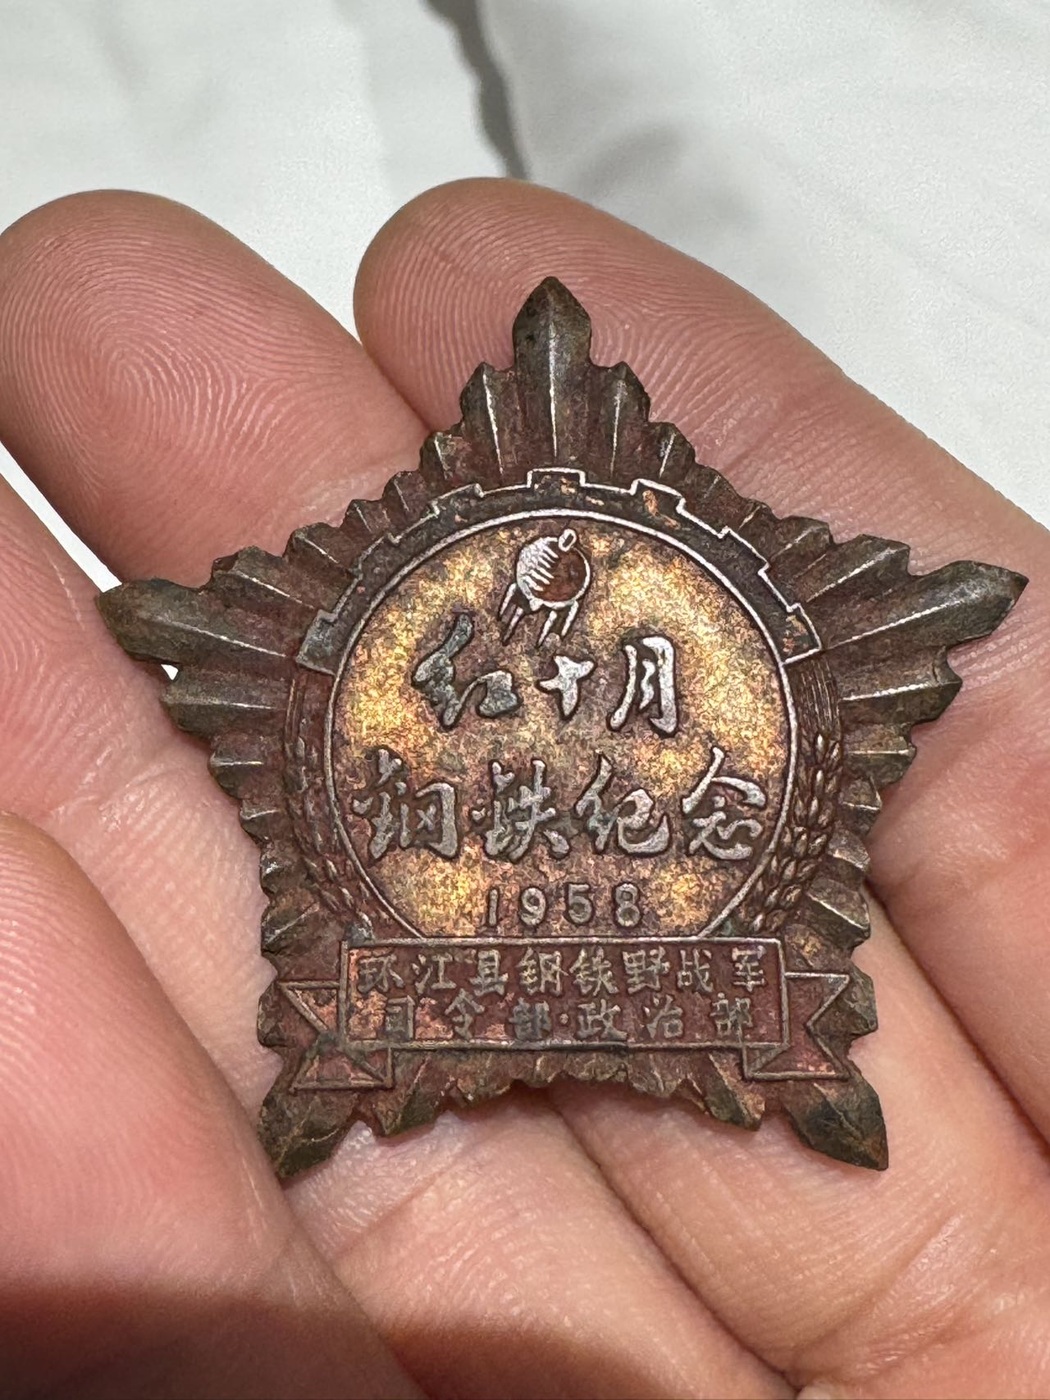 红十月
钢铁纪念
1958
环江县钢铁野战军
司令部·政治部